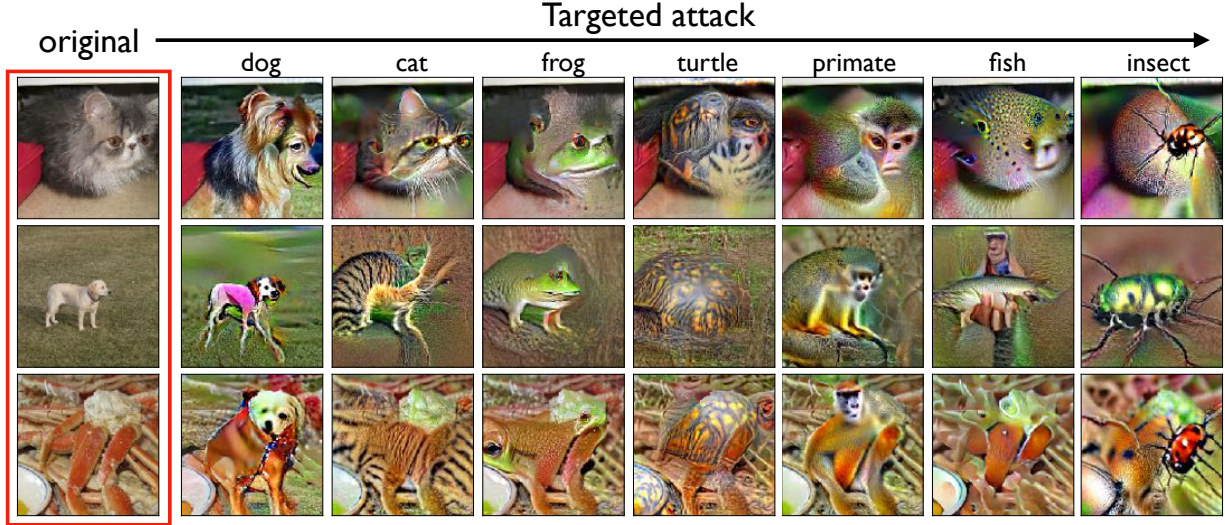 Targeted attack
original
dog cat frog turtle primate fish insect